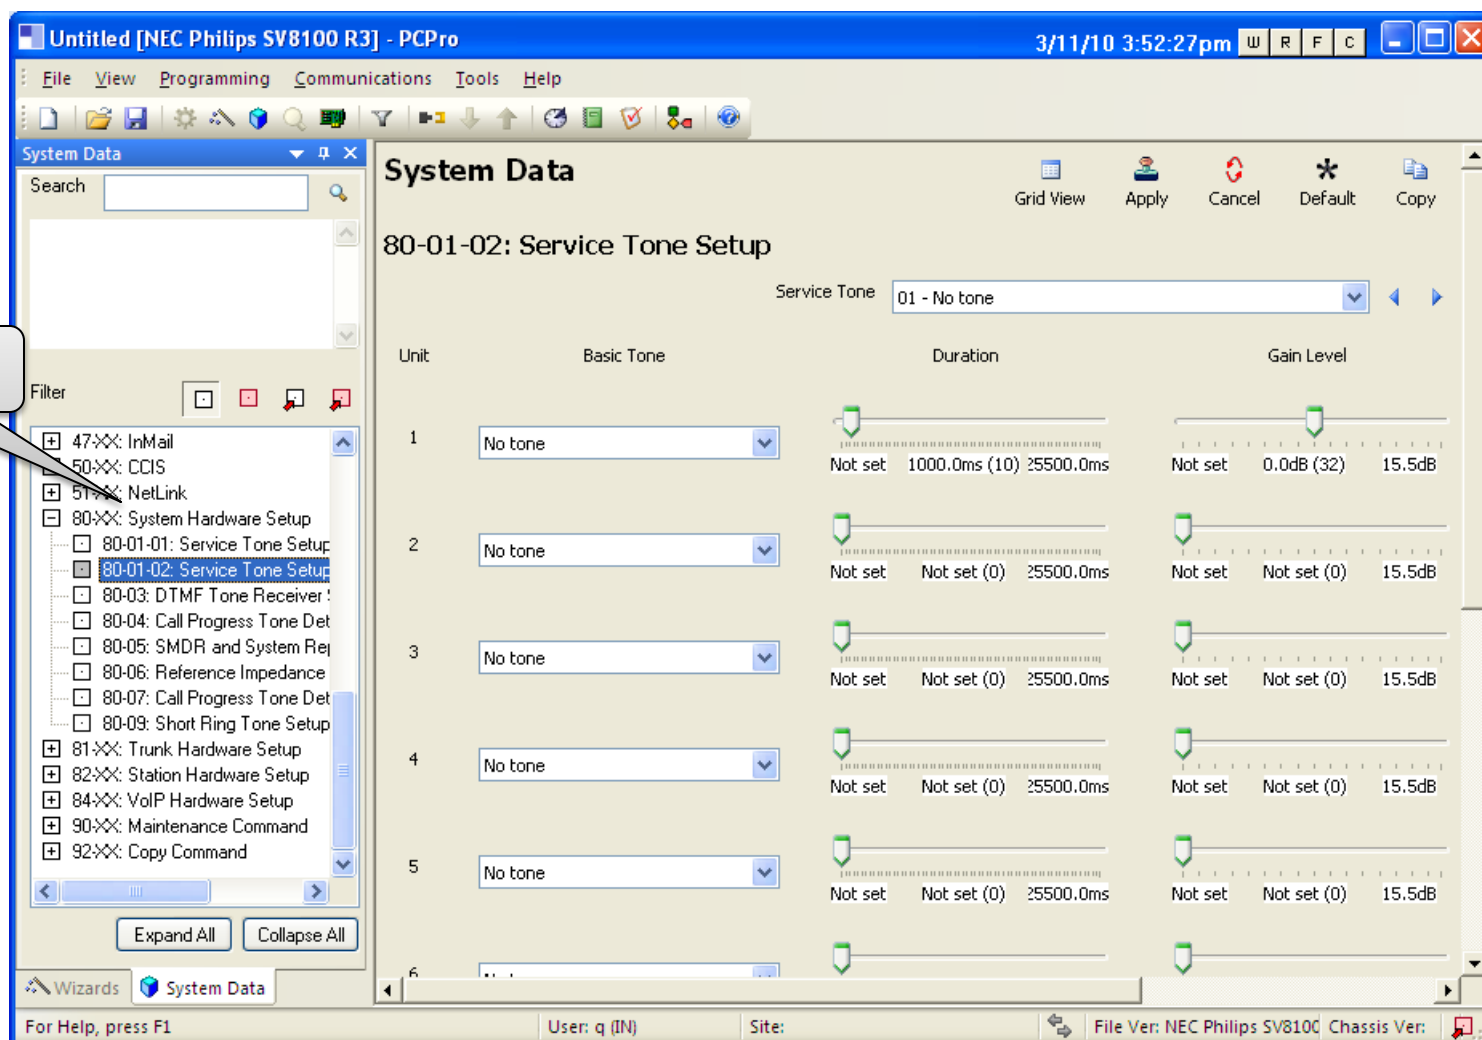 Untitled [NEC Philips SV8100 R3] - PCPro
3/11/10 3:52:27pm W R F C
File View Programming Communications Tools Help
System Data
Search
Filter
47-XX: InMail
50-XX: CCIS
51-XX: NetLink
80-XX: System Hardware Setup
80-01-01: Service Tone Setup
80-01-02: Service Tone Setup
80-03: DTMF Tone Receiver
80-04: Call Progress Tone Det
80-05: SMDR and System Re
80-06: Reference Impedance
80-07: Call Progress Tone Det
80-09: Short Ring Tone Setup
81-XX: Trunk Hardware Setup
82-XX: Station Hardware Setup
84-XX: VoIP Hardware Setup
90-XX: Maintenance Command
92-XX: Copy Command
Expand All Collapse All
Wizards System Data
System Data
Grid View Apply Cancel Default Copy
80-01-02: Service Tone Setup
Service Tone 01 - No tone
Unit Basic Tone Duration Gain Level
1 No tone
Not set 1000.0ms (10) 25500.0ms Not set 0.0dB (32) 15.5dB
2 No tone
Not set Not set (0) 25500.0ms Not set Not set (0) 15.5dB
3 No tone
Not set Not set (0) 25500.0ms Not set Not set (0) 15.5dB
4 No tone
Not set Not set (0) 25500.0ms Not set Not set (0) 15.5dB
5 No tone
Not set Not set (0) 25500.0ms Not set Not set (0) 15.5dB
6
For Help, press F1 User: q (IN) Site: File Ver: NEC Philips SV8100 Chassis Ver: